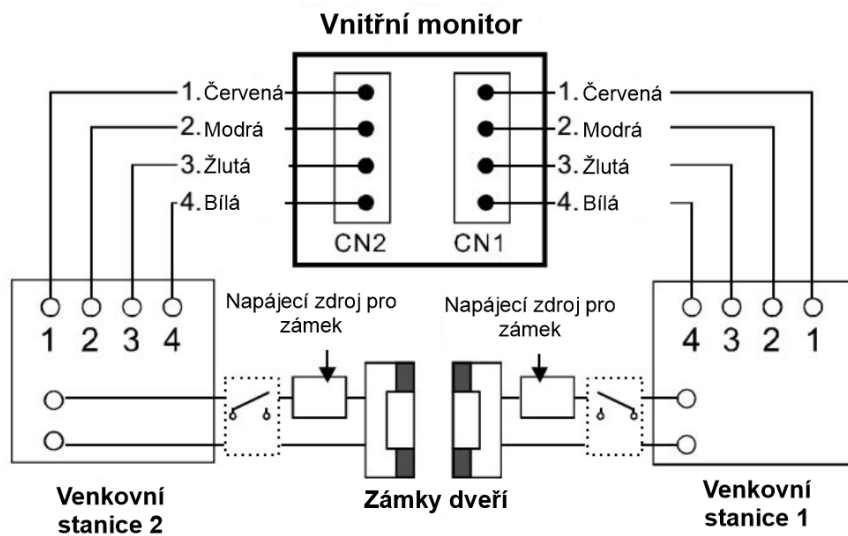 Vnitřní monitor
1. Červená
2. Modrá
3. Žlutá
4. Bílá
1. Červená
2. Modrá
3. Žlutá
4. Bílá
CN2 CN1
1 2 3 4
Napájecí zdroj pro
zámek
Napájecí zdroj pro
zámek
4 3 2 1
Venkovní
stanice 2
Zámky dveří
Venkovní
stanice 1